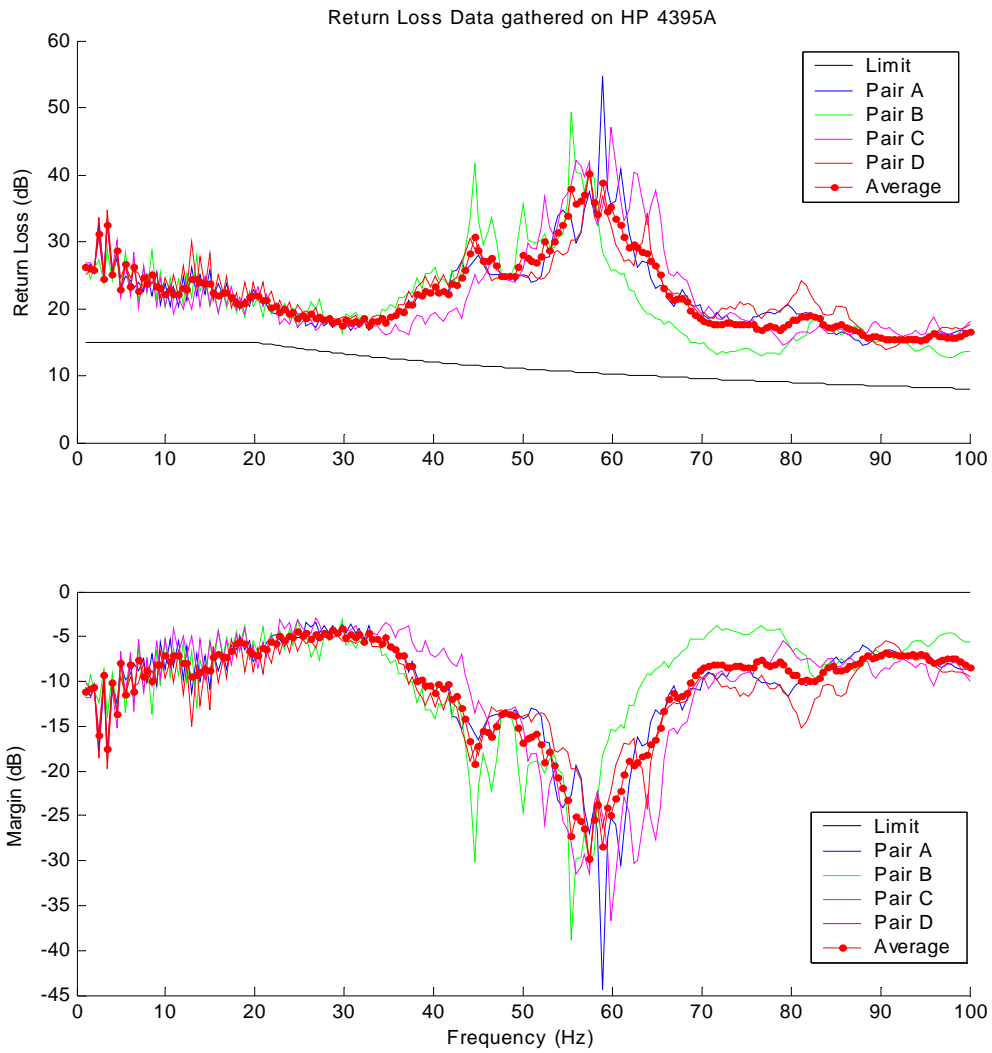 Return Loss Data gathered on HP 4395A
60
50
40
30
20
10
0
Return Loss (dB)
Limit
Pair A
Pair B
Pair C
Pair D
Average
0 10 20 30 40 50 60 70 80 90 100
0
-5
-10
-15
-20
-25
-30
-35
-40
-45
Margin (dB)
Limit
Pair A
Pair B
Pair C
Pair D
Average
0 10 20 30 40 50 60 70 80 90 100
Frequency (Hz)